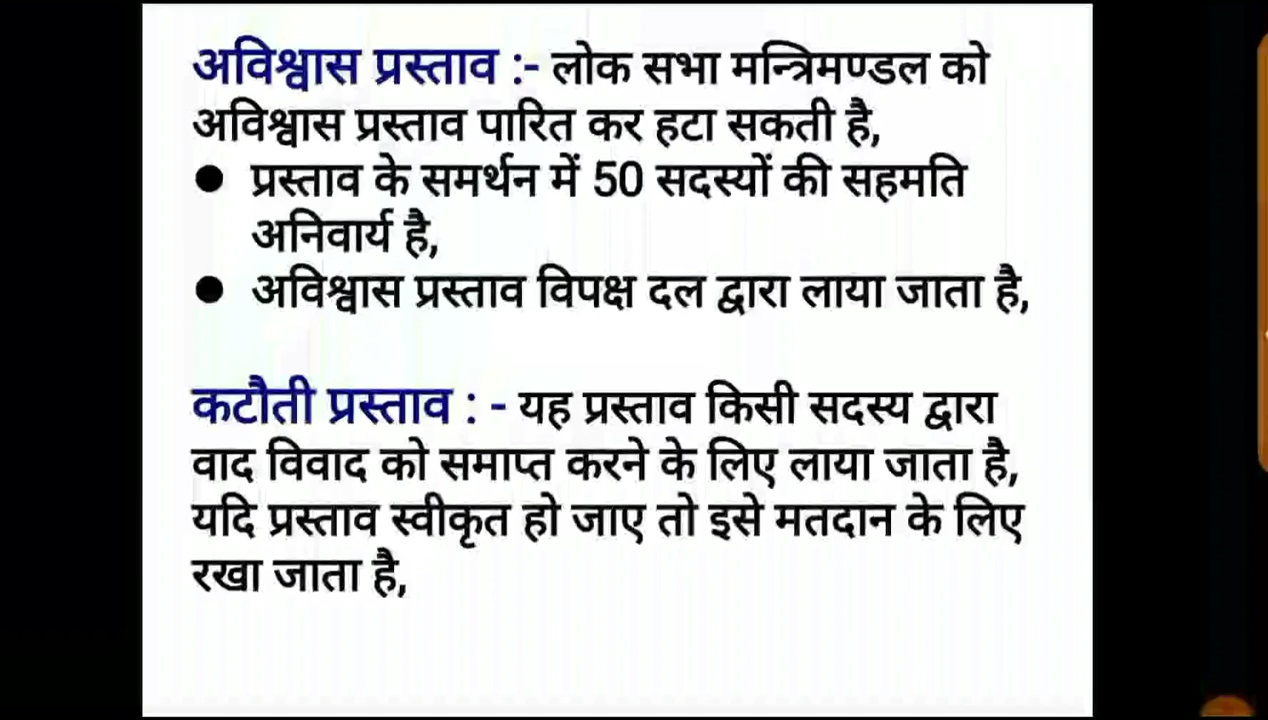 अविश्वास प्रस्ताव :- लोक सभा मन्त्रिमण्डल को
अविश्वास प्रस्ताव पारित कर हटा सकती है,
● प्रस्ताव के समर्थन में 50 सदस्यों की सहमति
अनिवार्य है,
● अविश्वास प्रस्ताव विपक्ष दल द्वारा लाया जाता है,
कटौती प्रस्ताव : - यह प्रस्ताव किसी सदस्य द्वारा
वाद विवाद को समाप्त करने के लिए लाया जाता है,
यदि प्रस्ताव स्वीकृत हो जाए तो इसे मतदान के लिए
रखा जाता है,